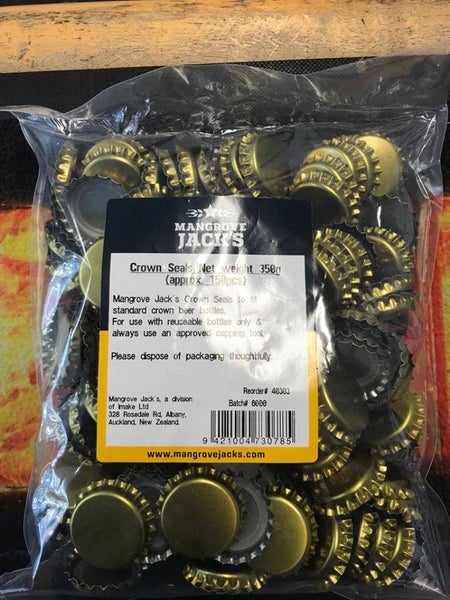 MANGROVE
JACK'S
Crown Seals Net weight 350g
(approx. 150pcs)
Mangrove Jack's Crown Seals to fit
standard crown beer bottles.
For use with reuseable bottles only &
always use an approved capping tool.
Please dispose of packaging thoughtfully.
Reorder# 40303
Batch# 6000
Mangrove Jack's, a division
of Imake Ltd
328 Rosedale Rd, Albany,
Auckland, New Zealand.
9 421004 730785
www.mangrovejacks.com